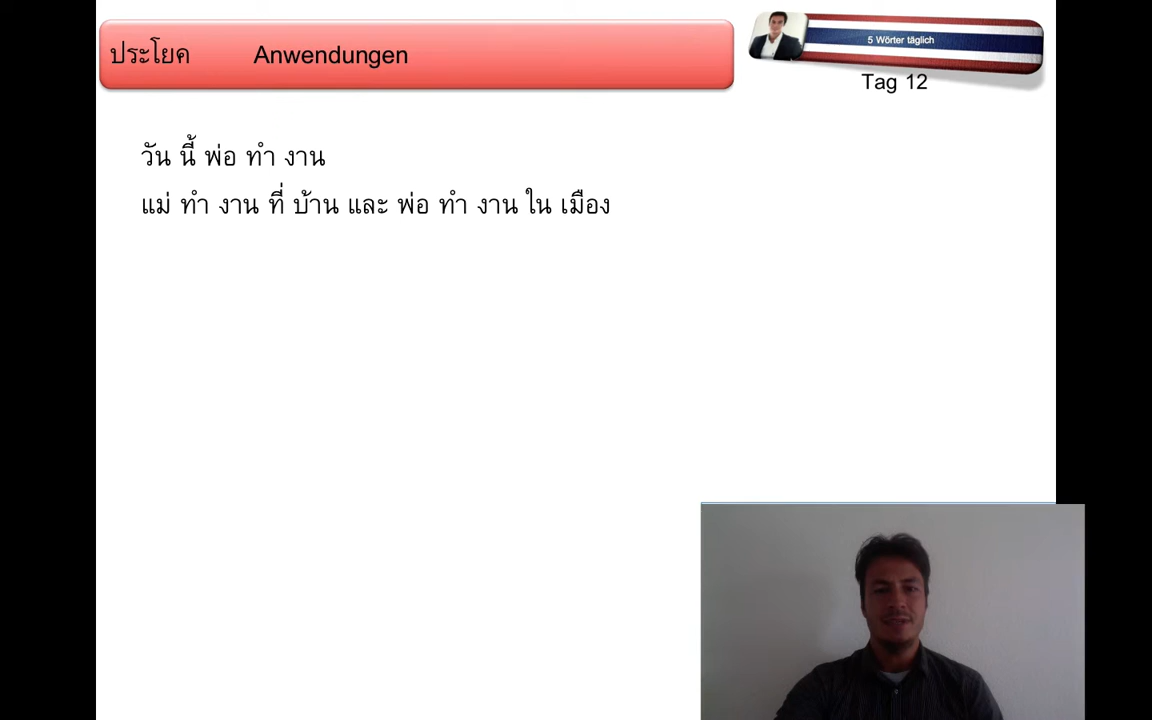 ประโยค Anwendungen
5 Wörter täglich
Tag 12
วัน นี้ พ่อ ทำ งาน
แม่ ทำ งาน ที่ บ้าน และ พ่อ ทำ งาน ใน เมือง